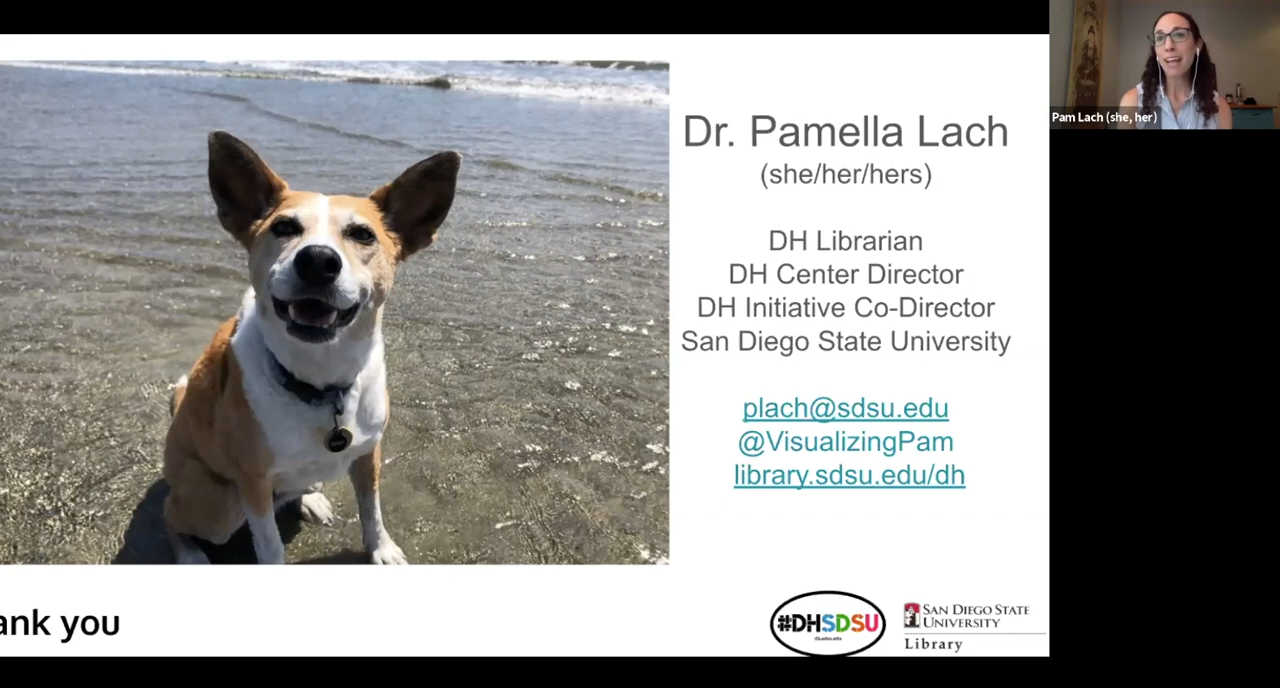 Dr. Pamella Lach
(she/her/hers)
DH Librarian
DH Center Director
DH Initiative Co-Director
San Diego State University
plach@sdsu.edu
@VisualizingPam
library.sdsu.edu/dh
ank you
#DHSDSU
SAN DIEGO STATE
UNIVERSITY
Library
Pam Lach (she, her)